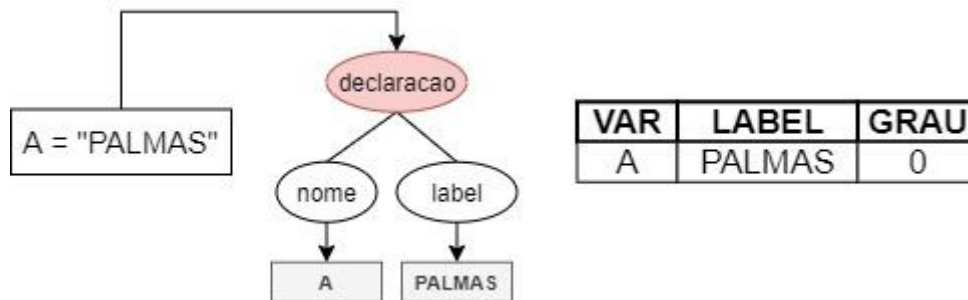 declaracao
A = "PALMAS"
nome
label
A
PALMAS
VAR LABEL GRAU
A PALMAS 0